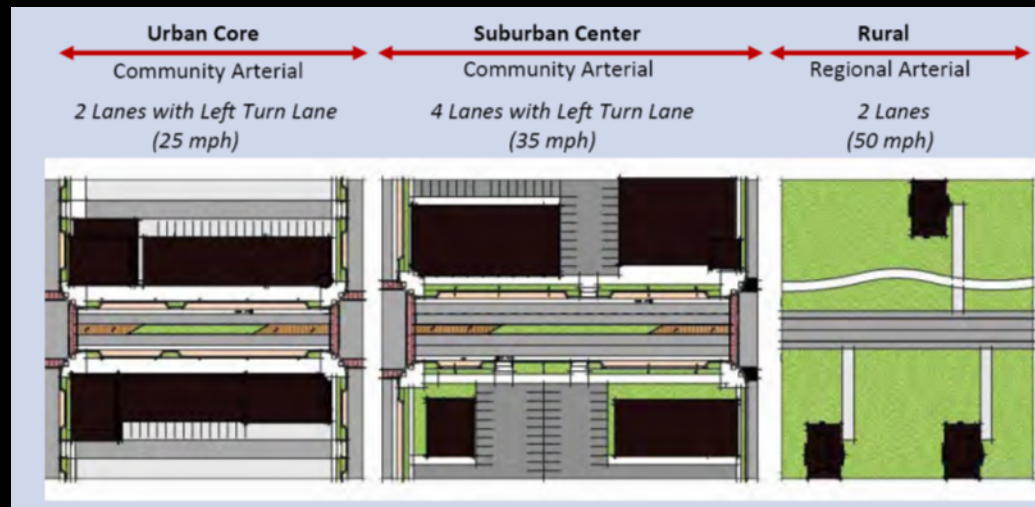 Urban Core
Community Arterial
2 Lanes with Left Turn Lane
(25 mph)
Suburban Center
Community Arterial
4 Lanes with Left Turn Lane
(35 mph)
Rural
Regional Arterial
2 Lanes
(50 mph)